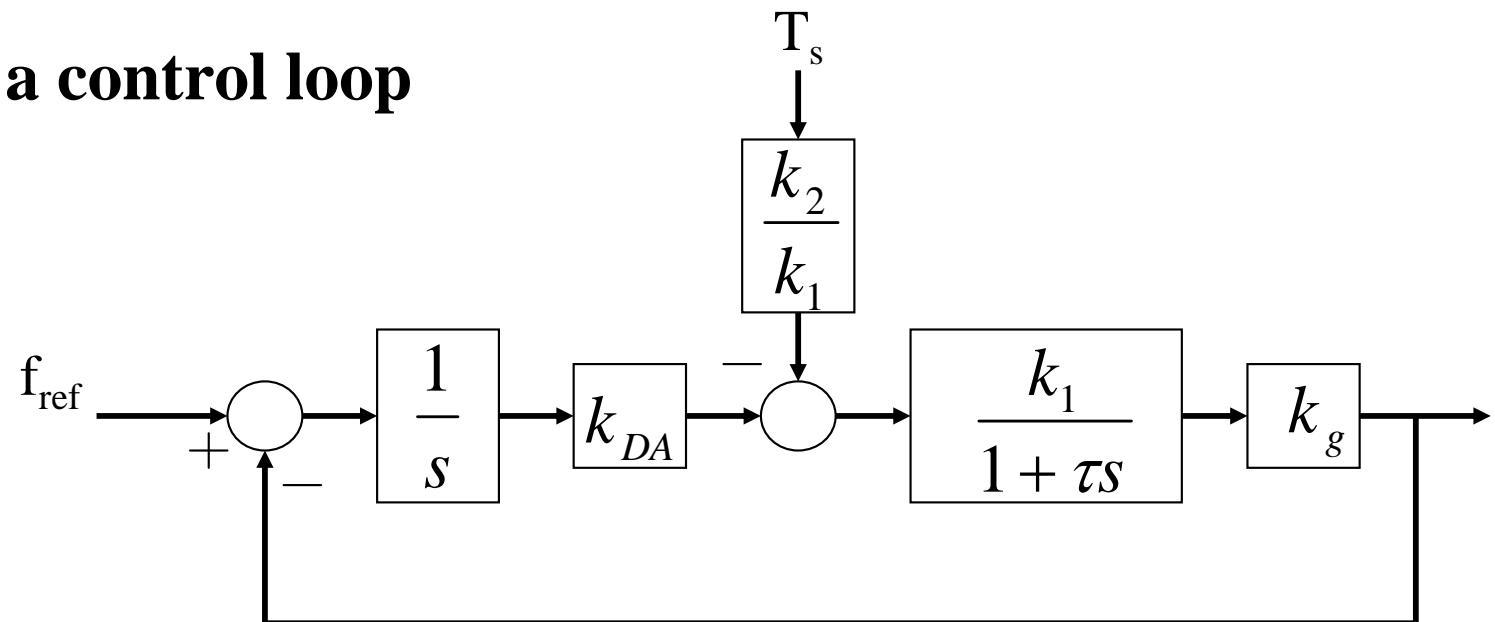 a control loop
T_s
k_2
k_1
f_ref
+
−
1
s
k_DA
−
k_1
1 + τs
k_g